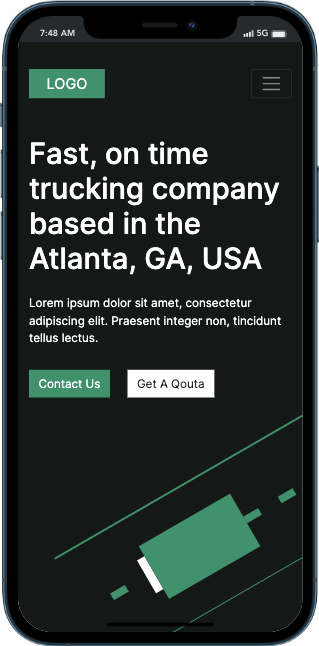 7:48 AM
5G
LOGO
Fast, on time
trucking company
based in the
Atlanta, GA, USA
Lorem ipsum dolor sit amet, consectetur
adipiscing elit. Praesent integer non, tincidunt
tellus lectus.
Contact Us
Get A Qouta